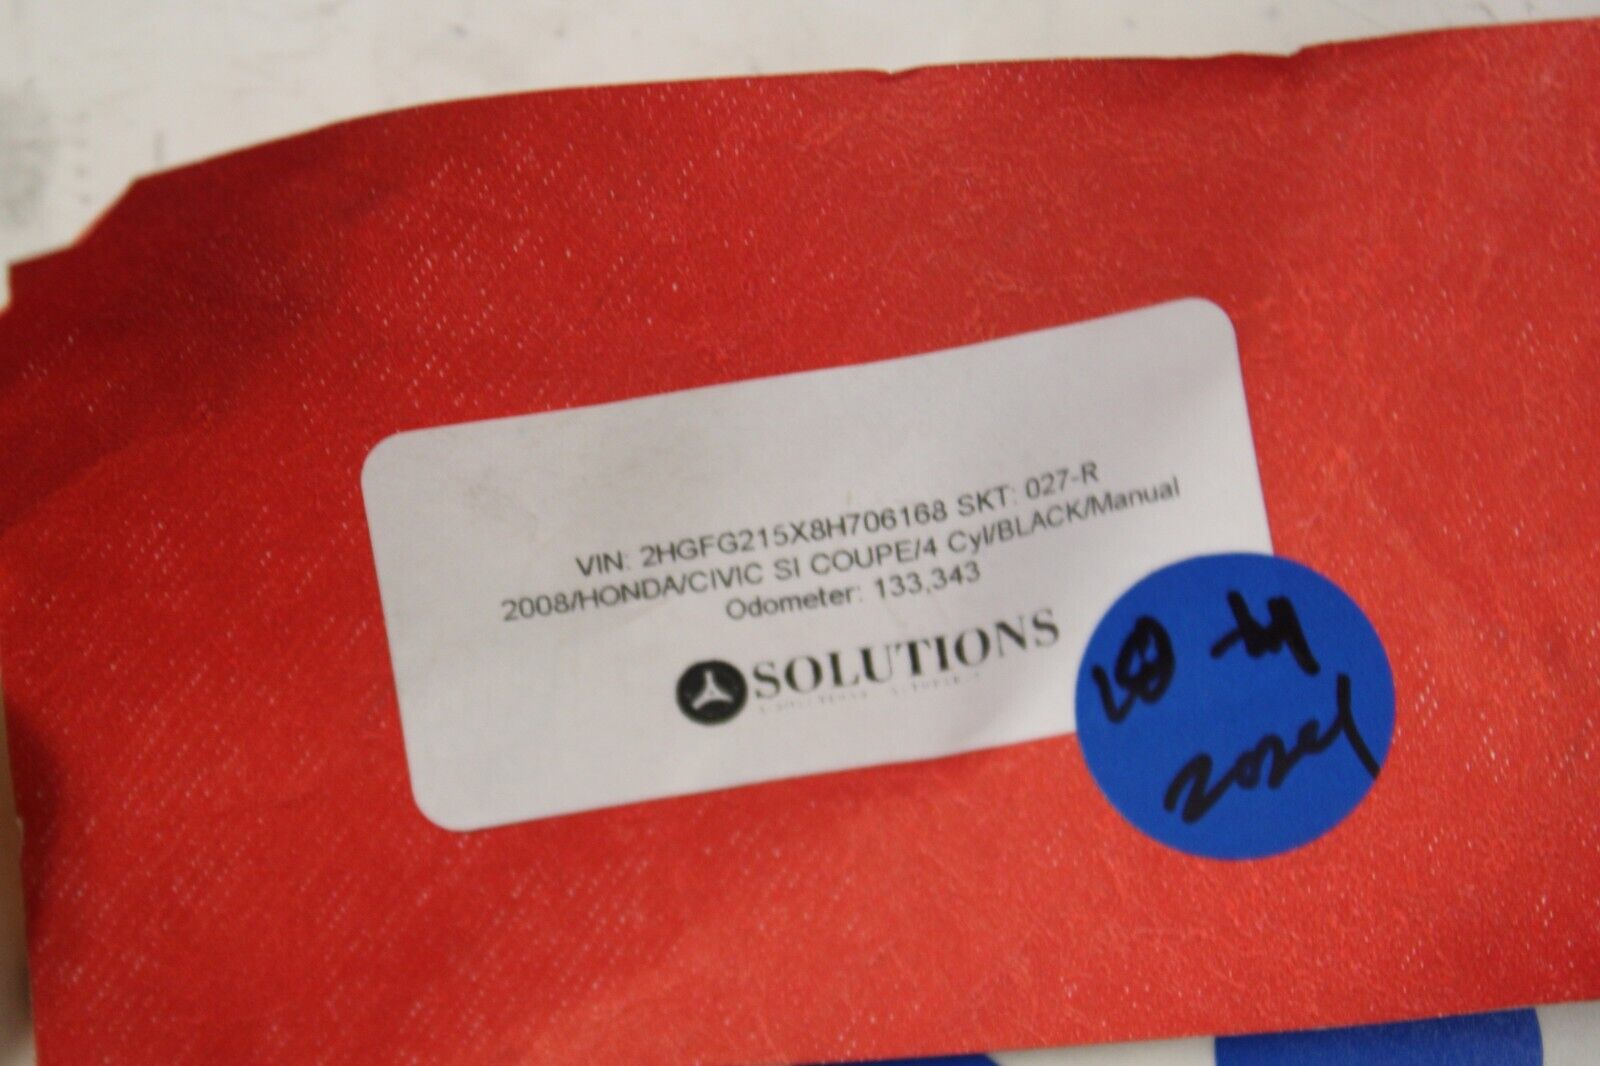 VIN: 2HGFG215X8H706168 SKT: 027-R
2008/HONDA/CIVIC SI COUPE/4 Cyl/BLACK/Manual
Odometer: 133,343
SOLUTIONS